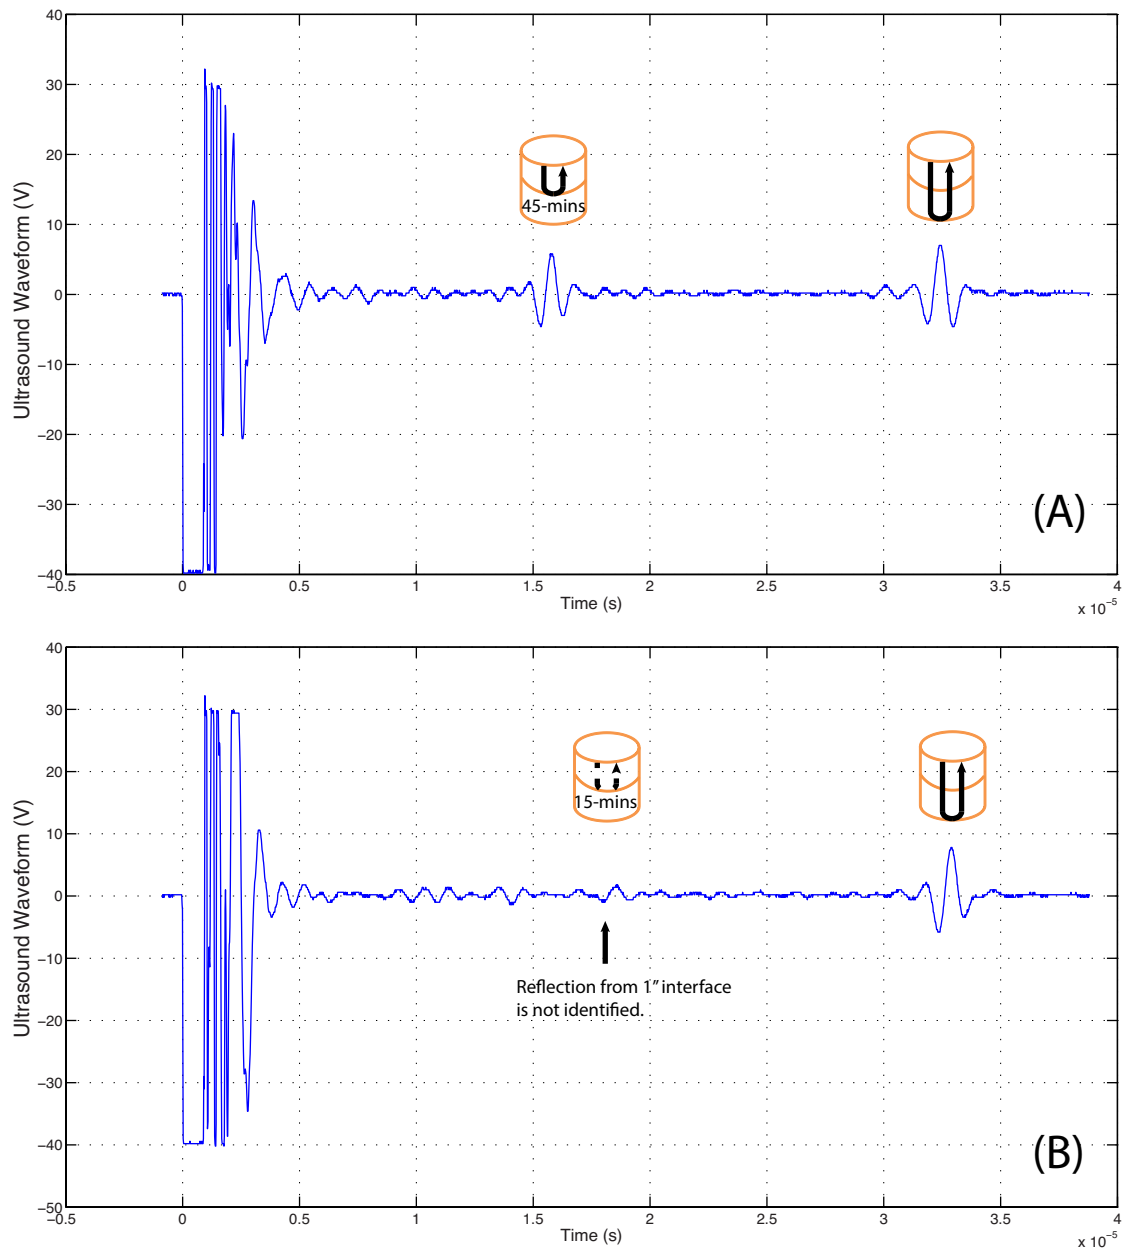 40
30
20
10
0
−10
−20
−30
−40
Ultrasound Waveform (V)
45-mins
(A)
−0.5 0 0.5 1 1.5 2 2.5 3 3.5 4
Time (s)
x 10⁻⁵
40
30
20
10
0
−10
−20
−30
−40
−50
Ultrasound Waveform (V)
15-mins
Reflection from 1” interface
is not identified.
(B)
−0.5 0 0.5 1 1.5 2 2.5 3 3.5 4
Time (s)
x 10⁻⁵